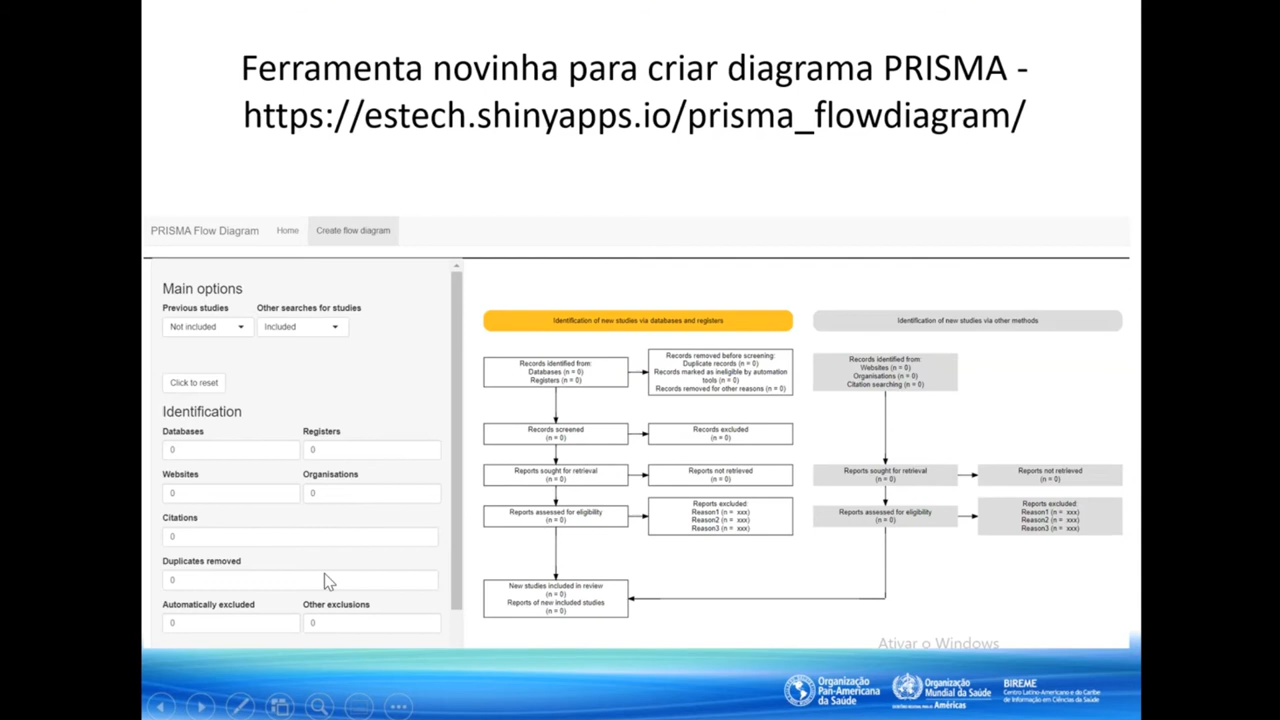 Ferramenta novinha para criar diagrama PRISMA -
https://estech.shinyapps.io/prisma_flowdiagram/
PRISMA Flow Diagram Home Create flow diagram
Main options
Previous studies Other searches for studies
Not included Included
Click to reset
Identification
Databases Registers
0 0
Websites Organisations
0 0
Citations
0
Duplicates removed
0
Automatically excluded Other exclusions
0 0
Identification of new studies via databases and registers
Identification of new studies via other methods
Records identified from:
Databases (n = 0)
Registers (n = 0)
Records removed before screening:
Duplicate records (n = 0)
Records marked as ineligible by automation
tools (n = 0)
Records removed for other reasons (n = 0)
Records identified from:
Websites (n = 0)
Organisations (n = 0)
Citation searching (n = 0)
Records screened
(n = 0)
Records excluded
(n = 0)
Reports sought for retrieval
(n = 0)
Reports not retrieved
(n = 0)
Reports sought for retrieval
(n = 0)
Reports not retrieved
(n = 0)
Reports assessed for eligibility
(n = 0)
Reports excluded:
Reason1 (n = xxx)
Reason2 (n = xxx)
Reason3 (n = xxx)
Reports assessed for eligibility
(n = 0)
Reports excluded:
Reason1 (n = xxx)
Reason2 (n = xxx)
Reason3 (n = xxx)
New studies included in review
(n = 0)
Reports of new included studies
(n = 0)
Ativar o Windows
Organização
Pan-Americana
da Saúde
Organização
Mundial da Saúde
Américas
BIREME
Centro Latino-Americano e do Caribe
de Informação em Ciências da Saúde